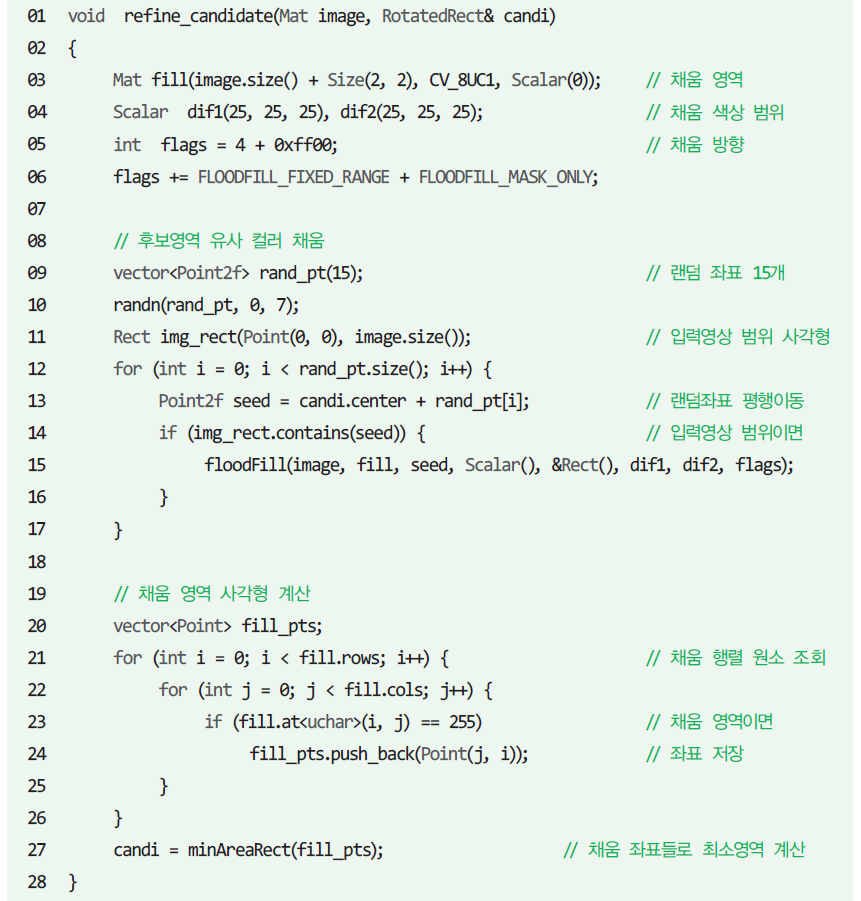 01 void refine_candidate(Mat image, RotatedRect& candi)
02 {
03 Mat fill(image.size() + Size(2, 2), CV_8UC1, Scalar(0)); // 채움 영역
04 Scalar dif1(25, 25, 25), dif2(25, 25, 25); // 채움 색상 범위
05 int flags = 4 + 0xff00; // 채움 방향
06 flags += FLOODFILL_FIXED_RANGE + FLOODFILL_MASK_ONLY;
07
08 // 후보영역 유사 컬러 채움
09 vector<Point2f> rand_pt(15); // 랜덤 좌표 15개
10 randn(rand_pt, 0, 7);
11 Rect img_rect(Point(0, 0), image.size()); // 입력영상 범위 사각형
12 for (int i = 0; i < rand_pt.size(); i++) {
13 Point2f seed = candi.center + rand_pt[i]; // 랜덤좌표 평행이동
14 if (img_rect.contains(seed)) { // 입력영상 범위이면
15 floodFill(image, fill, seed, Scalar(), &Rect(), dif1, dif2, flags);
16 }
17 }
18
19 // 채움 영역 사각형 계산
20 vector<Point> fill_pts;
21 for (int i = 0; i < fill.rows; i++) { // 채움 행렬 원소 조회
22 for (int j = 0; j < fill.cols; j++) {
23 if (fill.at<uchar>(i, j) == 255) // 채움 영역이면
24 fill_pts.push_back(Point(j, i)); // 좌표 저장
25 }
26 }
27 candi = minAreaRect(fill_pts); // 채움 좌표들로 최소영역 계산
28 }